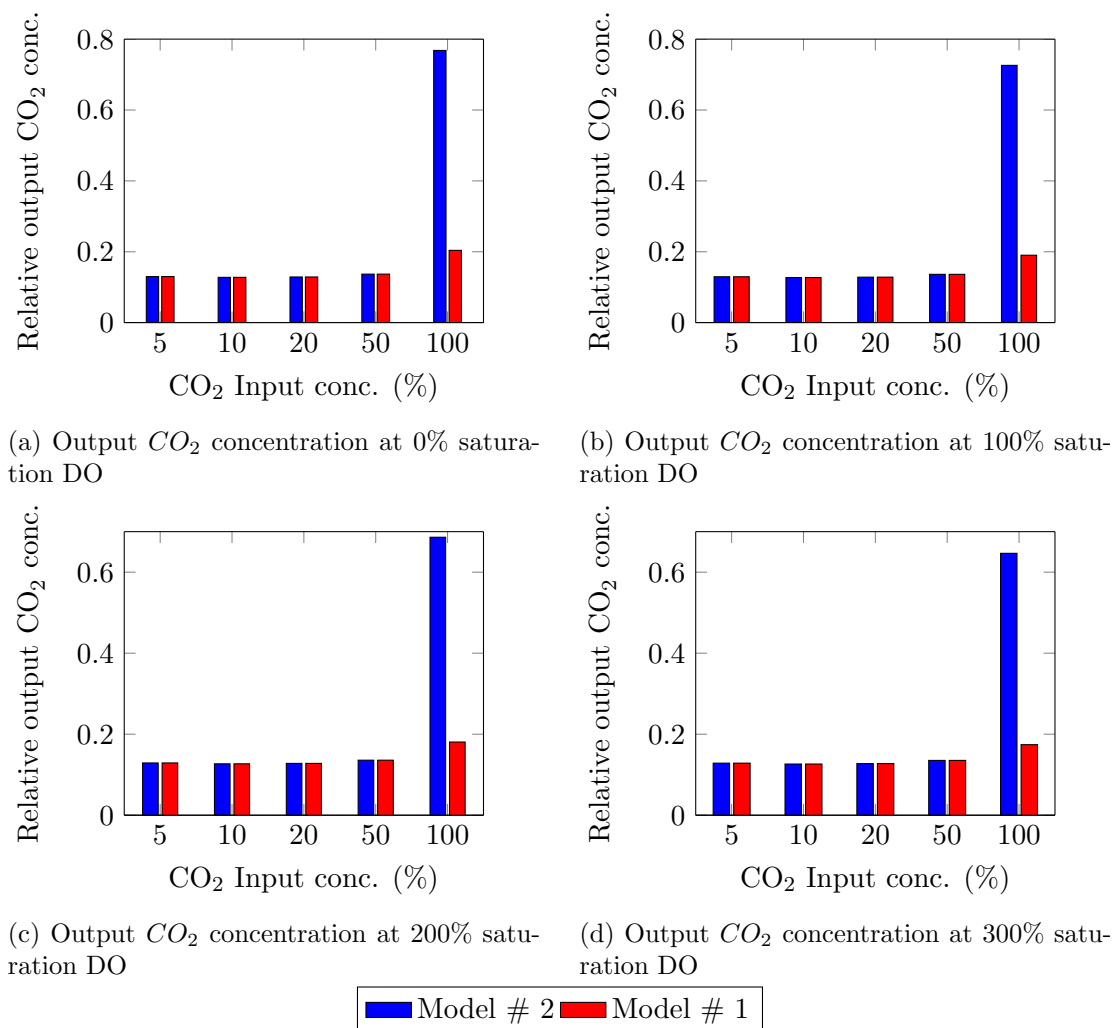 Relative output CO₂ conc.
0.8
0.6
0.4
0.2
0
5 10 20 50 100
CO₂ Input conc. (%)
(a) Output CO₂ concentration at 0% satura-
tion DO
Relative output CO₂ conc.
0.8
0.6
0.4
0.2
0
5 10 20 50 100
CO₂ Input conc. (%)
(b) Output CO₂ concentration at 100% satu-
ration DO
Relative output CO₂ conc.
0.6
0.4
0.2
0
5 10 20 50 100
CO₂ Input conc. (%)
(c) Output CO₂ concentration at 200% satu-
ration DO
Relative output CO₂ conc.
0.6
0.4
0.2
0
5 10 20 50 100
CO₂ Input conc. (%)
(d) Output CO₂ concentration at 300% satu-
ration DO
Model # 2 Model # 1